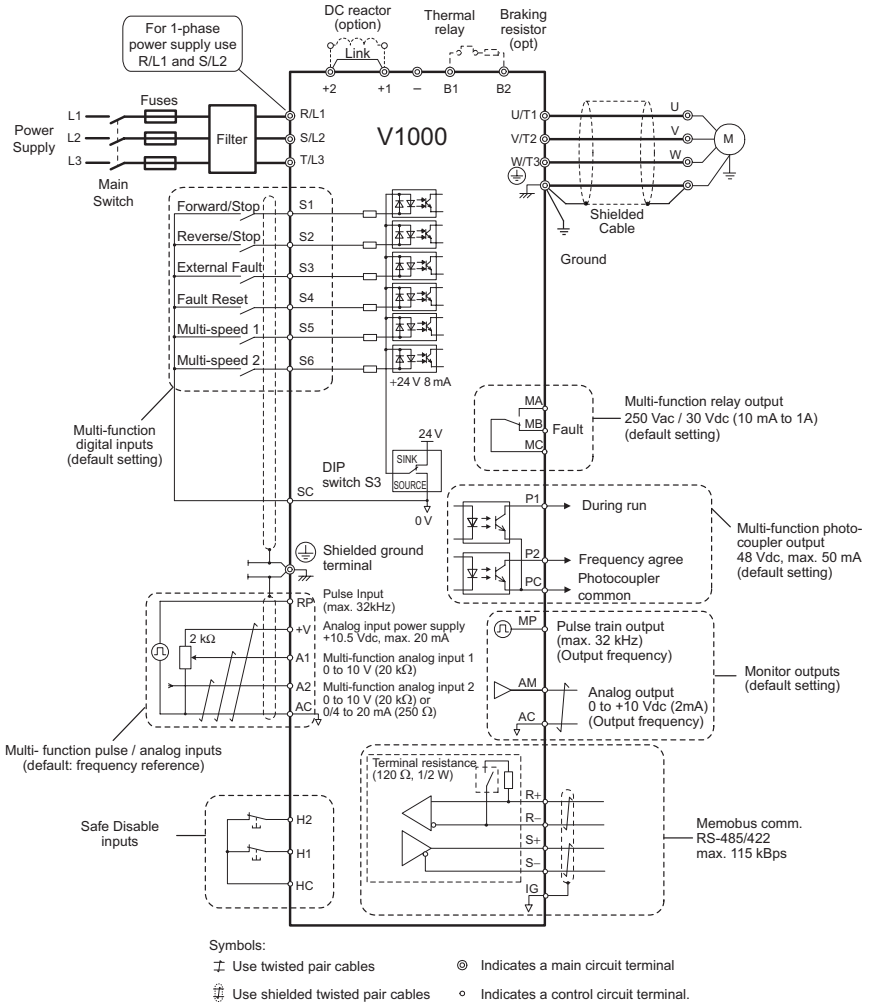 DC reactor
(option)
Link
Thermal
relay
Braking
resistor
(opt)
For 1-phase
power supply use
R/L1 and S/L2
+2
+1
–
B1
B2
Fuses
L1
L2
L3
Power
Supply
Main
Switch
Filter
R/L1
S/L2
T/L3
V1000
U/T1
V/T2
W/T3
U
V
W
M
Shielded
Cable
Ground
Forward/Stop
S1
Reverse/Stop
S2
External Fault
S3
Fault Reset
S4
Multi-speed 1
S5
Multi-speed 2
S6
+24 V 8 mA
Multi-function
digital inputs
(default setting)
24 V
SINK
SOURCE
DIP
switch S3
0 V
SC
MA
MB
MC
Fault
Multi-function relay output
250 Vac / 30 Vdc (10 mA to 1A)
(default setting)
P1
During run
P2
Frequency agree
PC
Photocoupler
common
Multi-function photo-
coupler output
48 Vdc, max. 50 mA
(default setting)
Shielded ground
terminal
RP
Pulse Input
(max. 32kHz)
+V
Analog input power supply
+10.5 Vdc, max. 20 mA
2 kΩ
A1
Multi-function analog input 1
0 to 10 V (20 kΩ)
A2
Multi-function analog input 2
0 to 10 V (20 kΩ) or
0/4 to 20 mA (250 Ω)
AC
Multi- function pulse / analog inputs
(default: frequency reference)
MP
Pulse train output
(max. 32 kHz)
(Output frequency)
AM
Analog output
0 to +10 Vdc (2mA)
(Output frequency)
AC
Monitor outputs
(default setting)
Terminal resistance
(120 Ω, 1/2 W)
R+
R−
S+
S−
IG
Memobus comm.
RS-485/422
max. 115 kBps
Safe Disable
inputs
H2
H1
HC
Symbols:
Use twisted pair cables
Indicates a main circuit terminal
Use shielded twisted pair cables
Indicates a control circuit terminal.